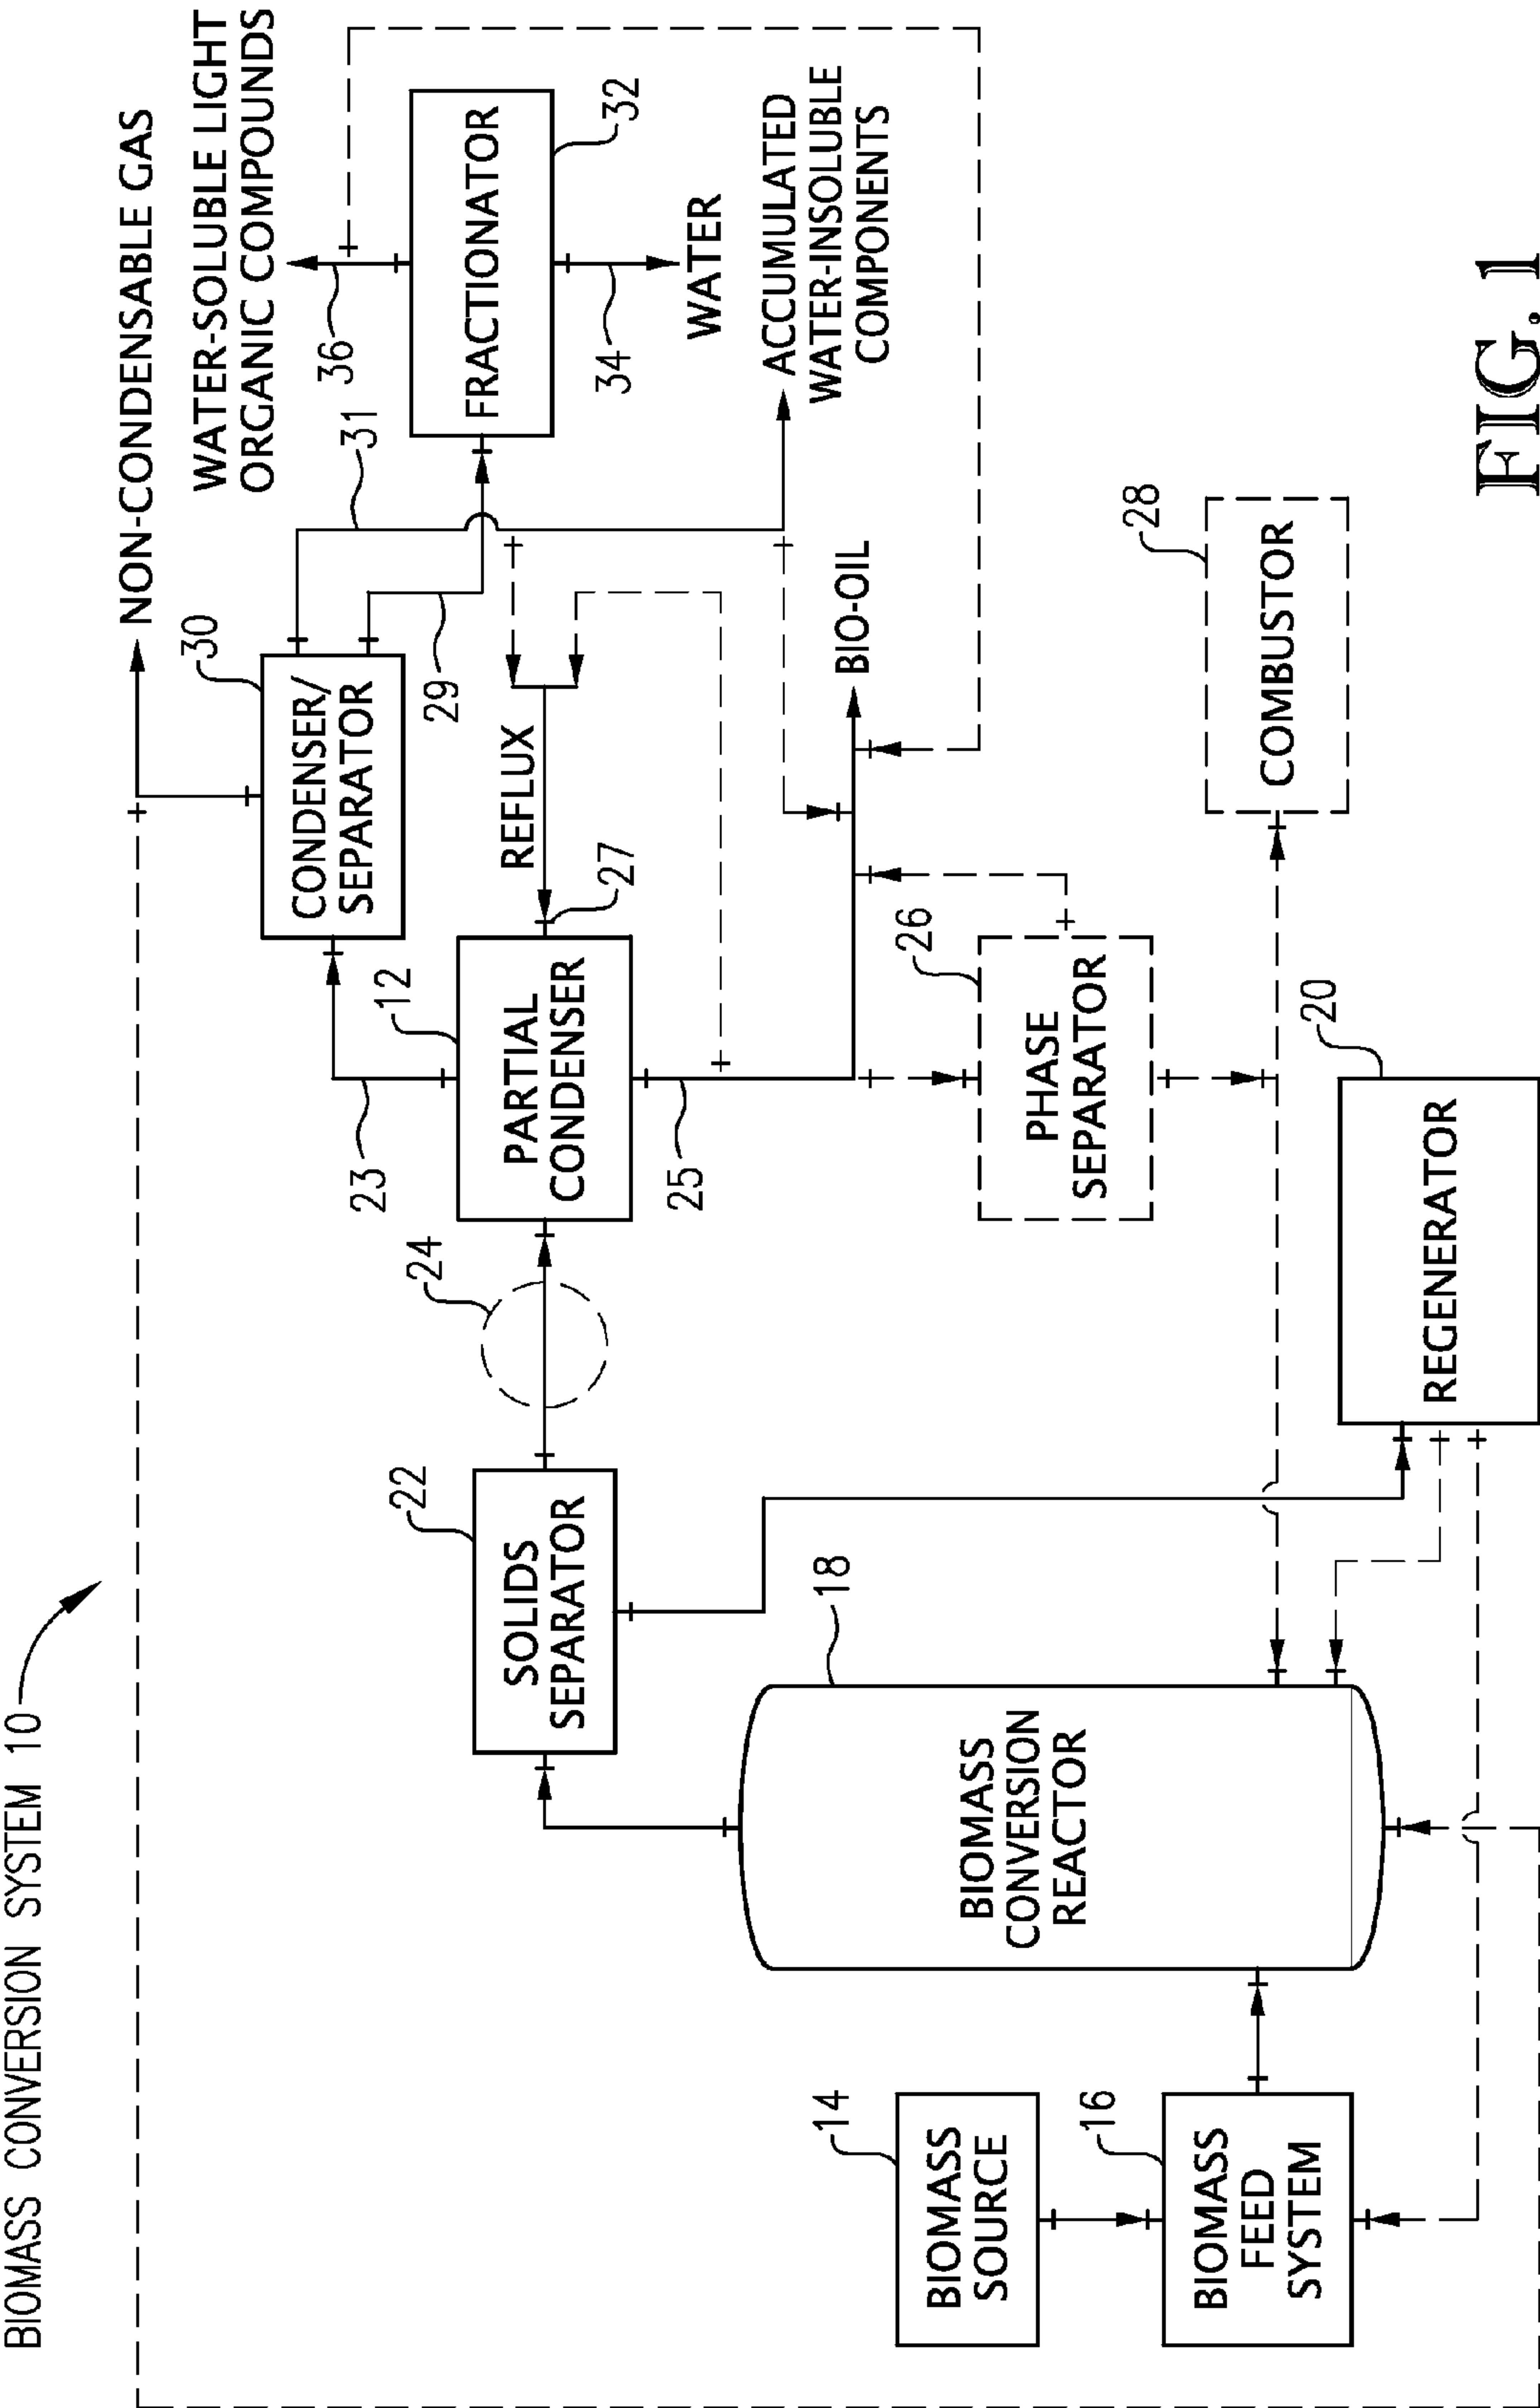 BIOMASS CONVERSION SYSTEM 10
NON-CONDENSABLE GAS
WATER-SOLUBLE LIGHT
ORGANIC COMPOUNDS
30
CONDENSER/
SEPARATOR
31
36
29
FRACTIONATOR
32
34
WATER
23
12
PARTIAL
CONDENSER
REFLUX
27
25
24
22
SOLIDS
SEPARATOR
ACCUMULATED
WATER-INSOLUBLE
COMPONENTS
BIO-OIL
26
PHASE
SEPARATOR
28
COMBUSTOR
18
BIOMASS
CONVERSION
REACTOR
14
BIOMASS
SOURCE
16
BIOMASS
FEED
SYSTEM
20
REGENERATOR
FIG. 1